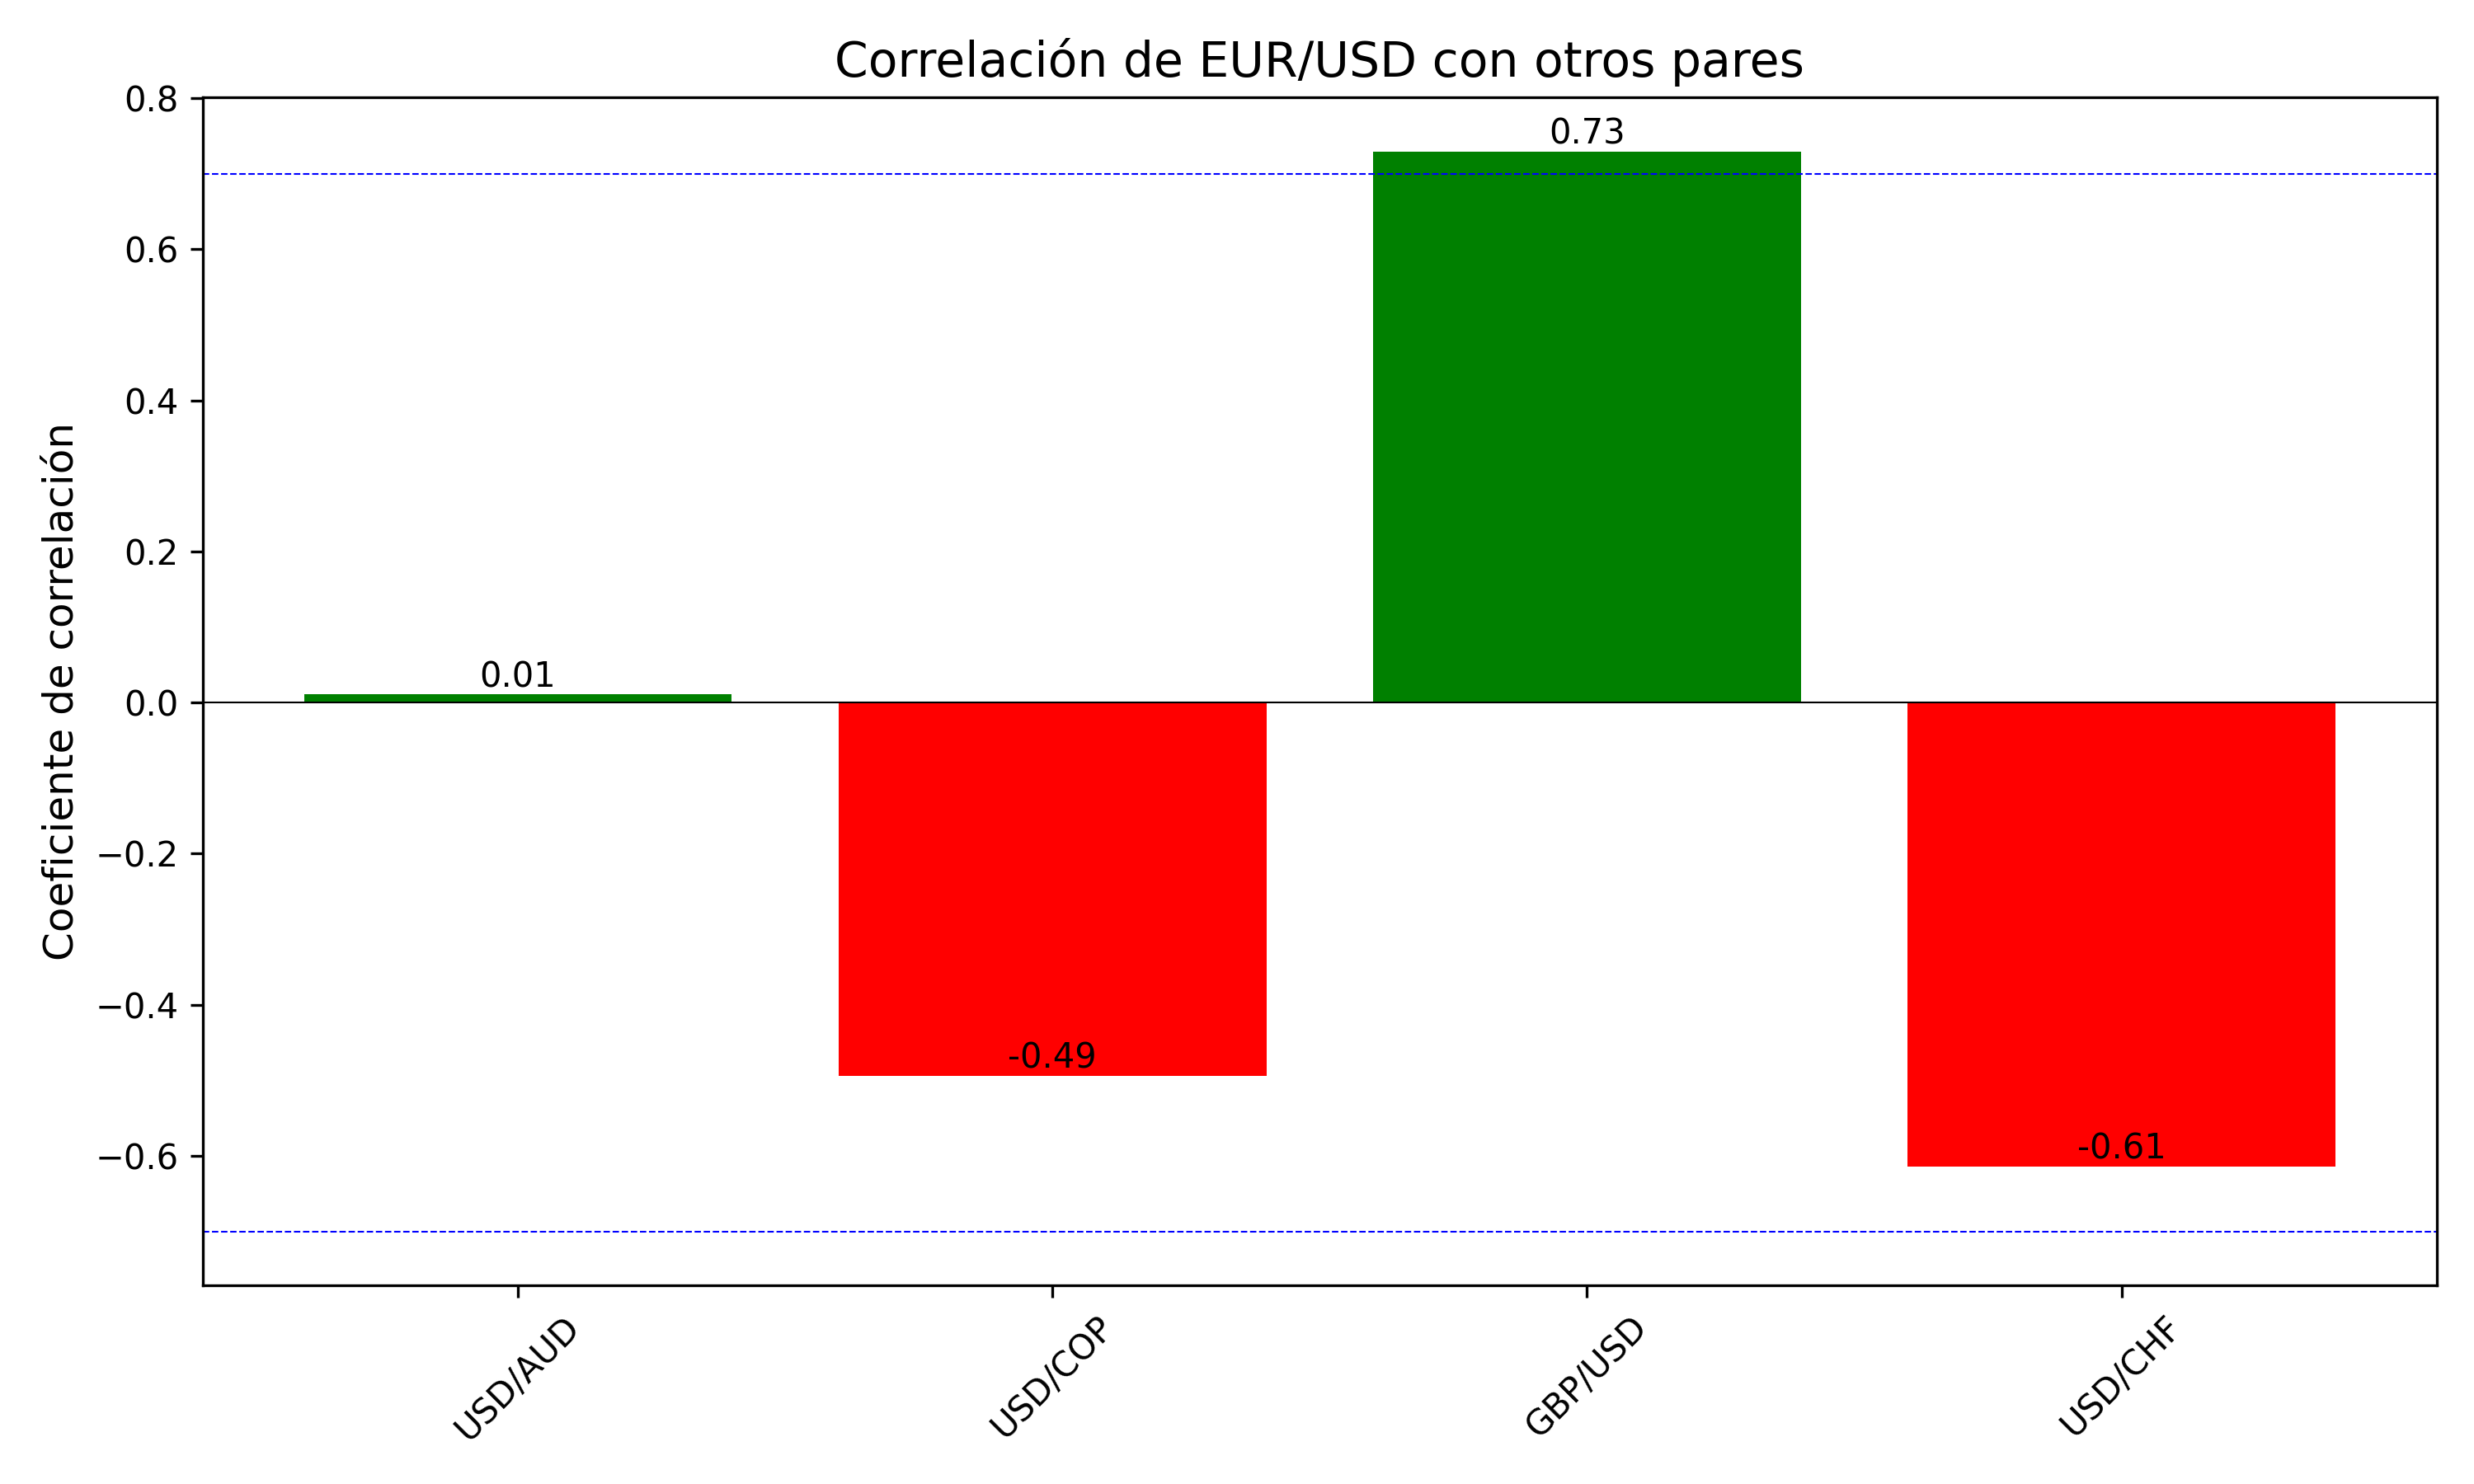 Correlación de EUR/USD con otros pares
Coeficiente de correlación
0.8
0.6
0.4
0.2
0.0
−0.2
−0.4
−0.6
0.01
-0.49
0.73
-0.61
USD/AUD
USD/COP
GBP/USD
USD/CHF